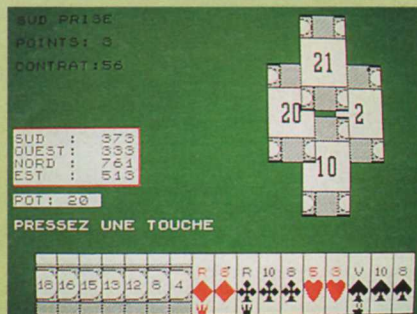 SUD PRISE
POINTS: 3
CONTRAT:56
21
20 2
10
SUD : 373
OUEST: 333
NORD : 761
EST : 513
POT: 20
PRESSEZ UNE TOUCHE
18 16 15 13 12 8 4 R 6 R 10 8 5 3 V 10 8